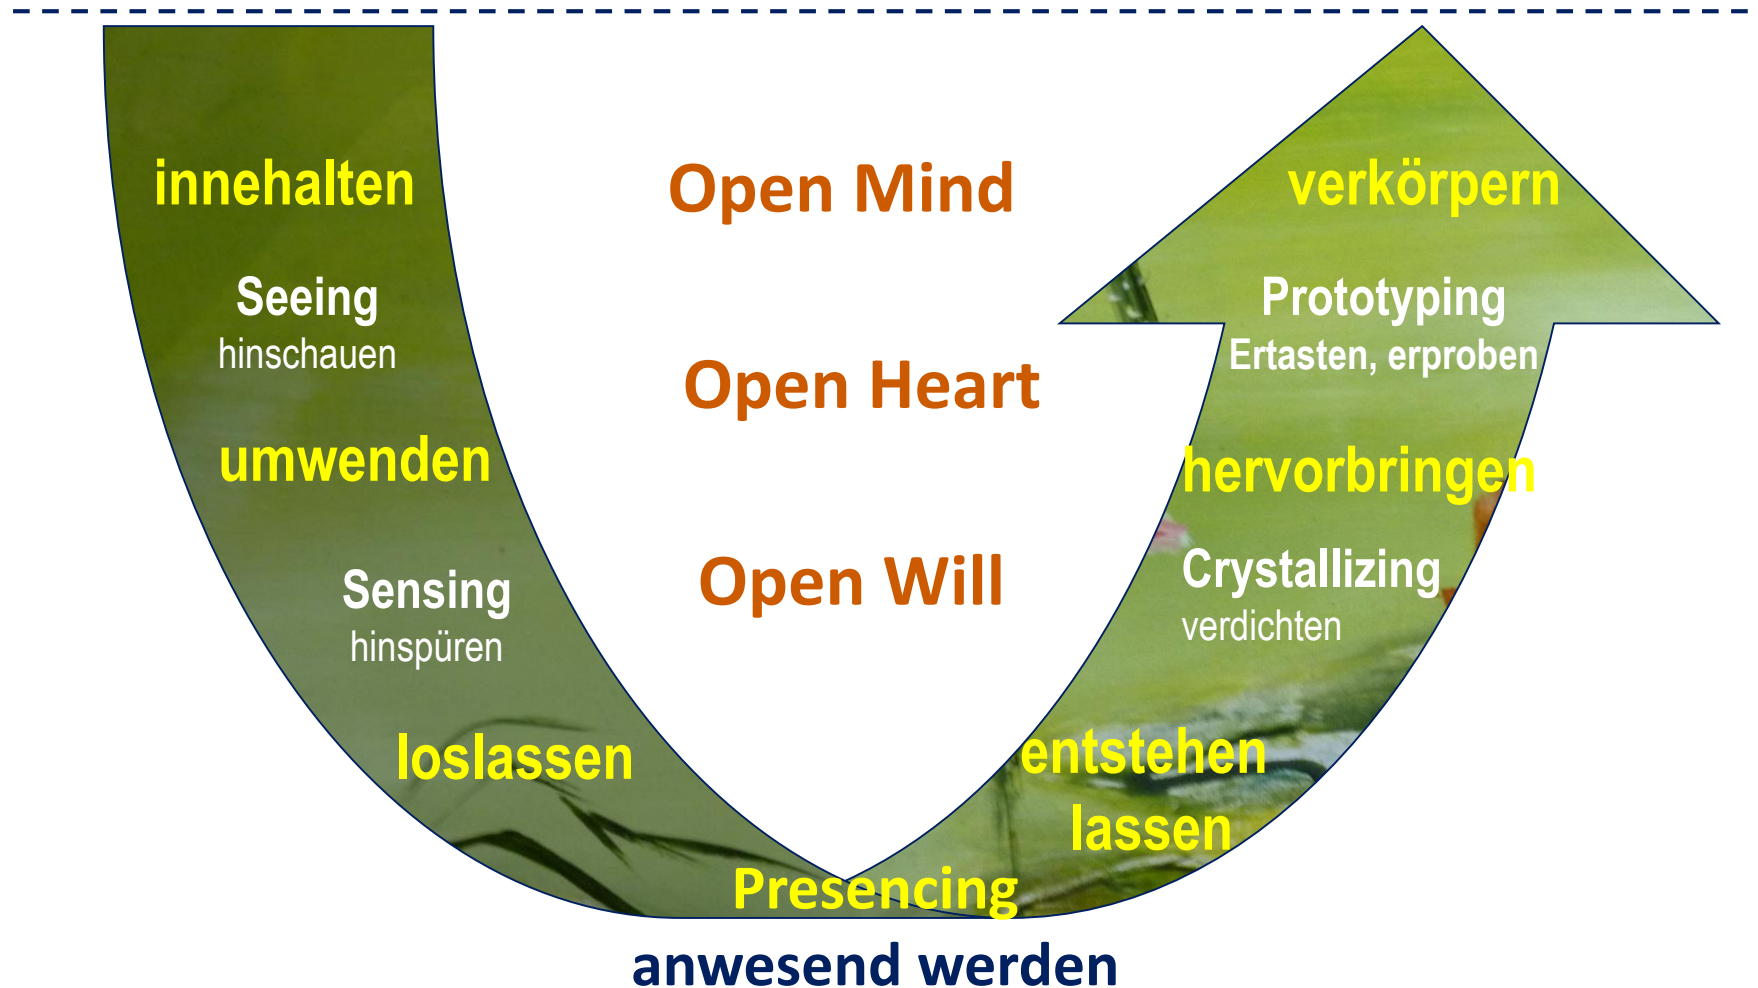 innehalten
Seeing
hinschauen
umwenden
Sensing
hinspüren
loslassen
Open Mind
Open Heart
Open Will
Presencing
anwesend werden
verkörpern
Prototyping
Ertasten, erproben
hervorbringen
Crystallizing
verdichten
entstehen
lassen